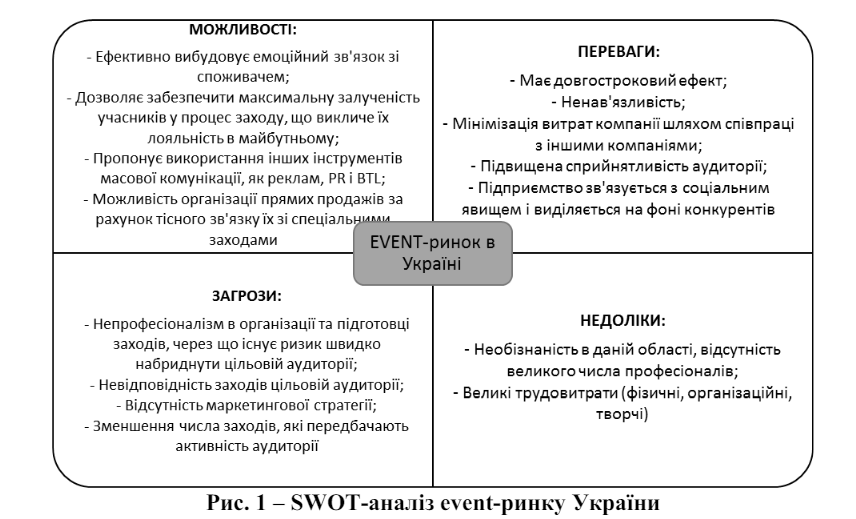 МОЖЛИВОСТІ:
- Ефективно вибудовує емоційний зв'язок зі
споживачем;
- Дозволяє забезпечити максимальну залученість
учасників у процес заходу, що викличе їх
лояльність в майбутньому;
- Пропонує використання інших інструментів
масової комунікації, як реклам, PR і BTL;
- Можливість організації прямих продажів за
рахунок тісного зв'язку їх зі спеціальними
заходами
ПЕРЕВАГИ:
- Має довгостроковий ефект;
- Ненав'язливість;
- Мінімізація витрат компанії шляхом співпраці
з іншими компаніями;
- Підвищена сприйнятливість аудиторії;
- Підприємство зв'язується з соціальним
явищем і виділяється на фоні конкурентів
EVENT-ринок в
Україні
ЗАГРОЗИ:
- Непрофесіоналізм в організації та підготовці
заходів, через що існує ризик швидко
набриднути цільовій аудиторії;
- Невідповідність заходів цільовій аудиторії;
- Відсутність маркетингової стратегії;
- Зменшення числа заходів, які передбачають
активність аудиторії
НЕДОЛІКИ:
- Необізнаність в даній області, відсутність
великого числа професіоналів;
- Великі трудовитрати (фізичні, організаційні,
творчі)
Рис. 1 – SWOT-аналіз event-ринку України